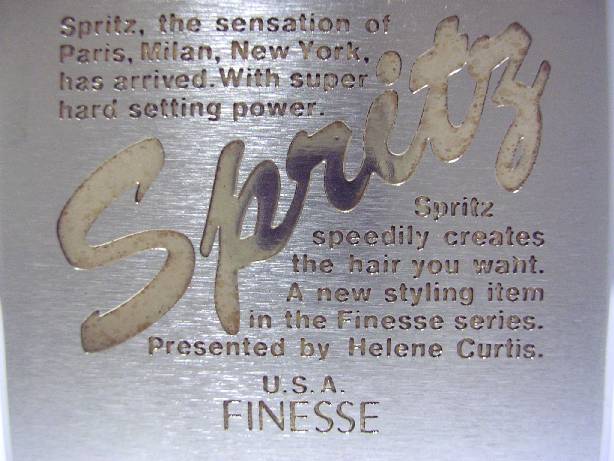 Spritz, the sensation of
Paris, Milan, New York,
has arrived. With super
hard setting power.
Spritz
Spritz
speedily creates
the hair you want.
A new styling item
in the Finesse series.
Presented by Helene Curtis.
U.S.A.
FINESSE